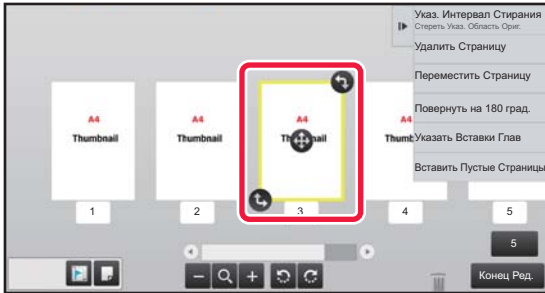 Указ. Интервал Стирания
Стереть Указ. Область Ориг.
Удалить Страницу
Переместить Страницу
Повернуть на 180 град.
Указать Вставки Глав
Вставить Пустые Страницы
A4
Thumbnail
A4
Thumbnail
A4
A4
1
2
3
4
5
5
Конец Ред.